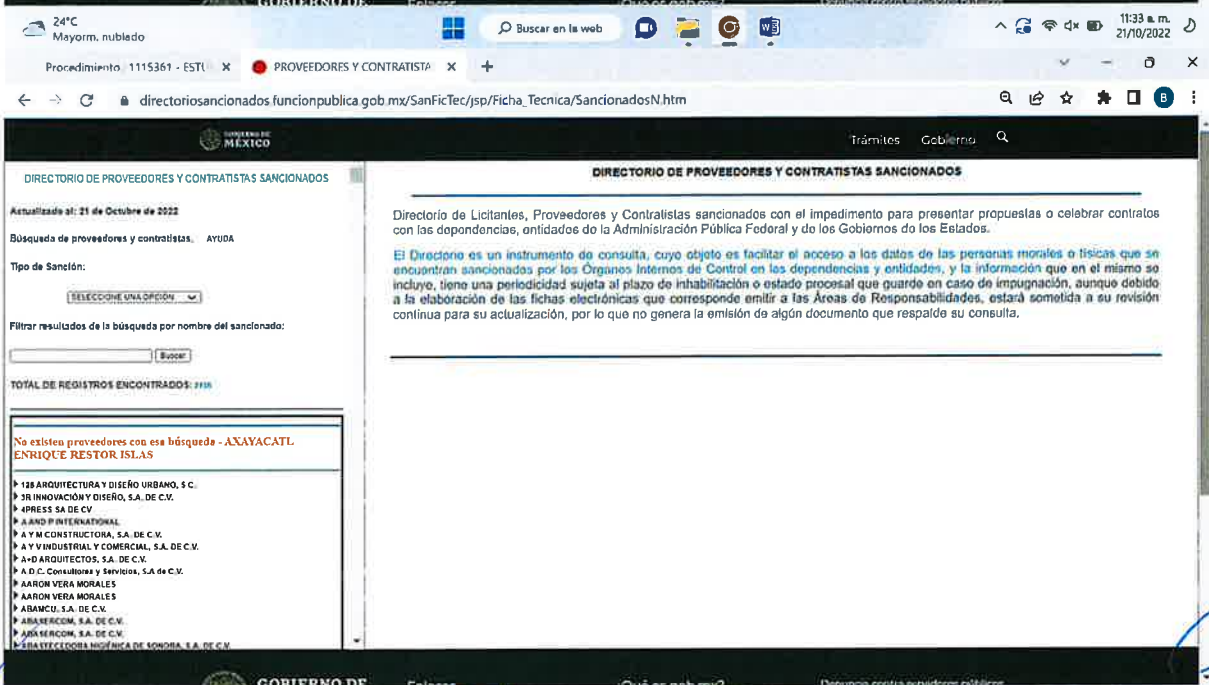 GOBIERNO DE
Enlaces
¿Qué es gob.mx?
Denuncia contra servidores públicos
24°C
Mayorm. nublado
Buscar en la web
11:33 a. m.
21/10/2022
Procedimiento 1115361 - ESTU
PROVEEDORES Y CONTRATISTA
directoriosancionados.funcionpublica.gob.mx/SanFicTec/jsp/Ficha_Tecnica/SancionadosN.htm
B
GOBIERNO DE
MÉXICO
Trámites Gobierno
DIRECTORIO DE PROVEEDORES Y CONTRATISTAS SANCIONADOS
Actualizado al: 21 de Octubre de 2022
Búsqueda de proveedores y contratistas, AYUDA
Tipo de Sanción:
SELECCIONE UNA OPCIÓN
Filtrar resultados de la búsqueda por nombre del sancionado:
Buscar
TOTAL DE REGISTROS ENCONTRADOS:
No existen proveedores con esa búsqueda - AXAYACATL
ENRIQUE RESTOR ISLAS
128 ARQUITECTURA Y DISEÑO URBANO, S C.
3R INNOVACIÓN Y DISEÑO, S.A. DE C.V.
4PRESS SA DE CV
A AND P INTERNATIONAL
A Y M CONSTRUCTORA, S.A. DE C.V.
A Y V INDUSTRIAL Y COMERCIAL, S.A. DE C.V.
A+D ARQUITECTOS, S.A. DE C.V.
A.D.C. Consultores y Servicios, S.A de C.V.
AARON VERA MORALES
AARON VERA MORALES
ABAMCU, S.A. DE C.V.
ABASERCOM, S.A. DE C.V.
ABASERCOM, S.A. DE C.V.
ABASTECEDORA HIGIÉNICA DE SONORA, S.A. DE C.V.
DIRECTORIO DE PROVEEDORES Y CONTRATISTAS SANCIONADOS
Directorio de Licitantes, Proveedores y Contratistas sancionados con el impedimento para presentar propuestas o celebrar contratos
con las dependencias, entidades de la Administración Pública Federal y de los Gobiernos de los Estados.
El Directorio es un instrumento de consulta, cuyo objeto es facilitar el acceso a los datos de las personas morales o físicas que se
encuentran sancionados por los Órganos Internos de Control en las dependencias y entidades, y la información que en el mismo se
incluye, tiene una periodicidad sujeta al plazo de inhabilitación o estado procesal que guarde en caso de impugnación, aunque debido
a la elaboración de las fichas electrónicas que corresponde emitir a las Áreas de Responsabilidades, estará sometida a su revisión
continua para su actualización, por lo que no genera la emisión de algún documento que respalde su consulta.
GOBIERNO DE
Enlaces
¿Qué es gob.mx?
Denuncia contra servidores públicos